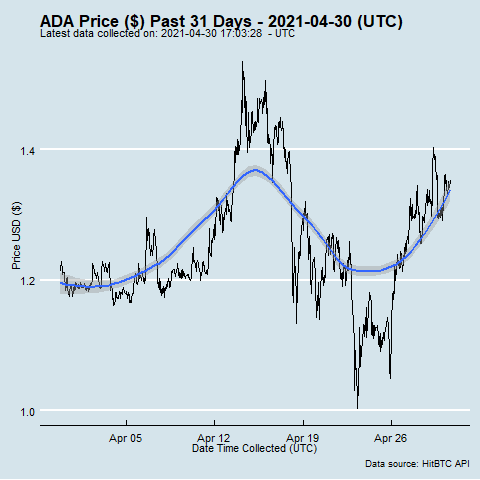 ADA Price ($) Past 31 Days - 2021-04-30 (UTC)
Latest data collected on: 2021-04-30 17:03:28 - UTC
Price USD ($)
1.4
1.2
1.0
Apr 05
Apr 12
Apr 19
Apr 26
Date Time Collected (UTC)
Data source: HitBTC API